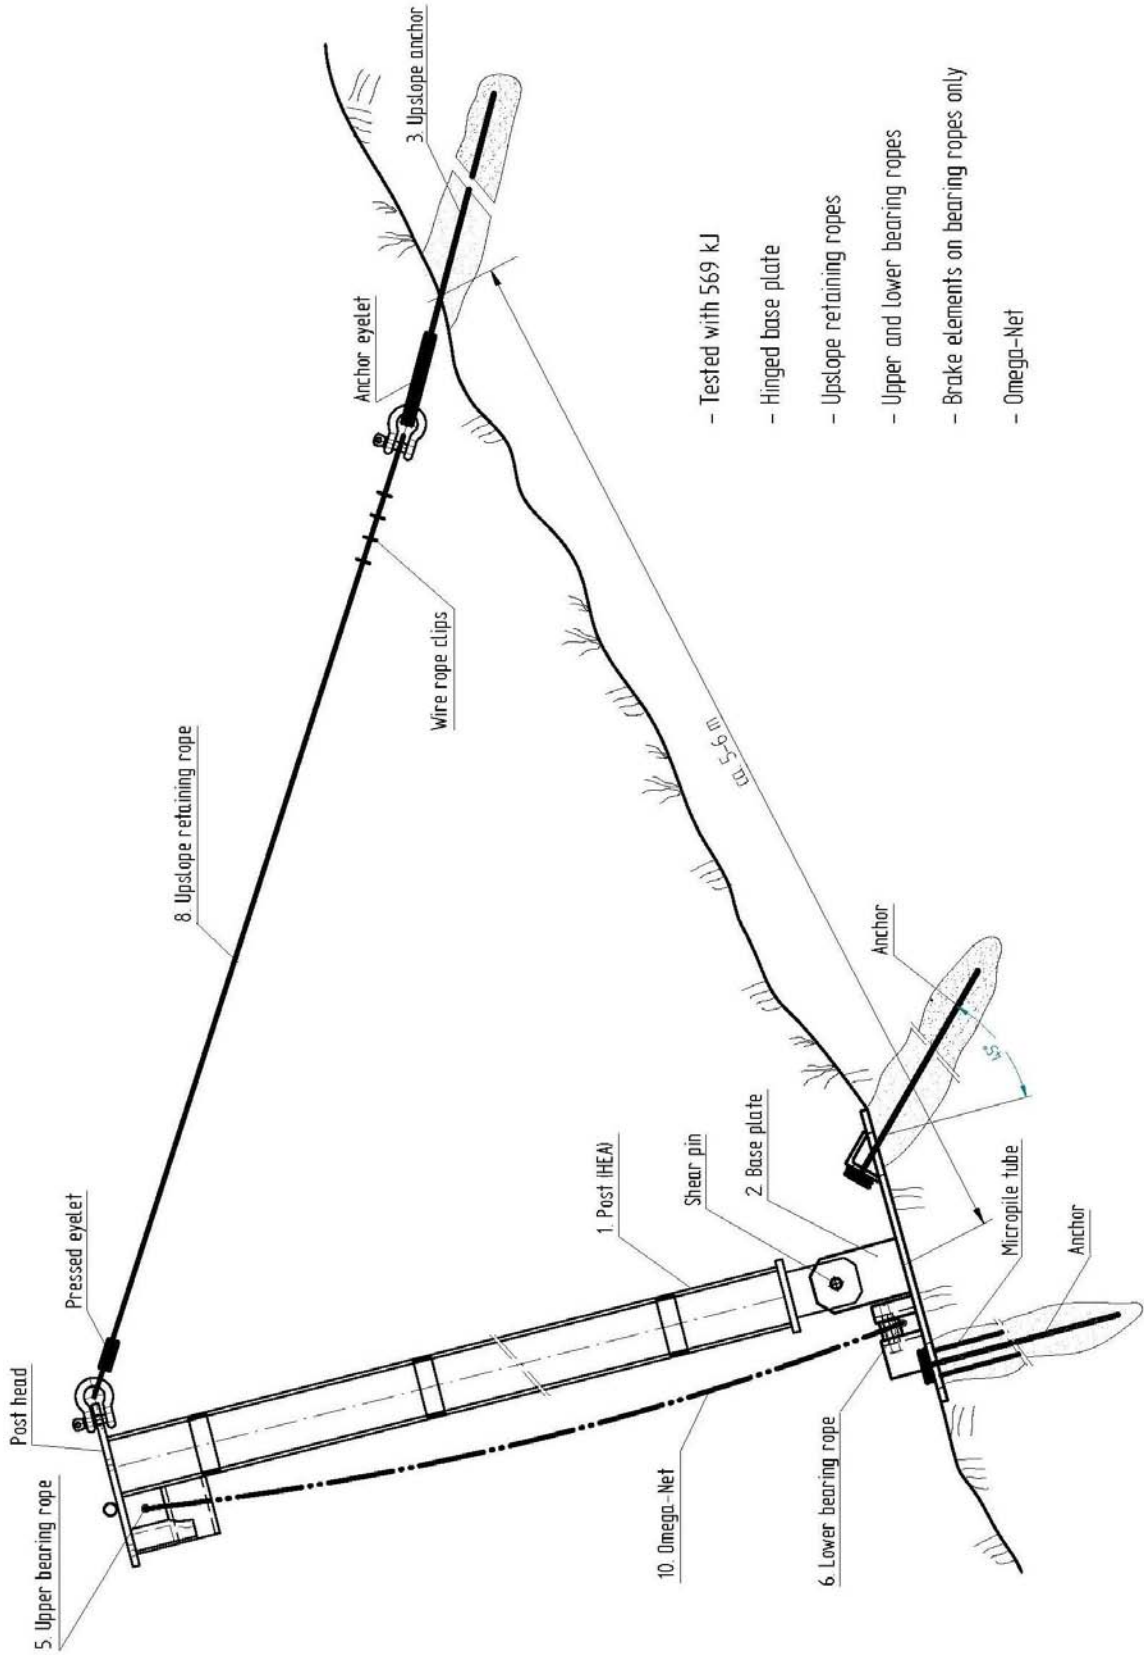 Post head
Pressed eyelet
5. Upper bearing rope
8. Upslope retaining rope
Anchor eyelet
3. Upslope anchor
Wire rope clips
1. Post (HEA)
Shear pin
2. Base plate
10. Omega-Net
6. Lower bearing rope
Micropile tube
Anchor
Anchor
45°
ca. 5-6 m
- Tested with 569 kJ
- Hinged base plate
- Upslope retaining ropes
- Upper and lower bearing ropes
- Brake elements on bearing ropes only
- Omega-Net